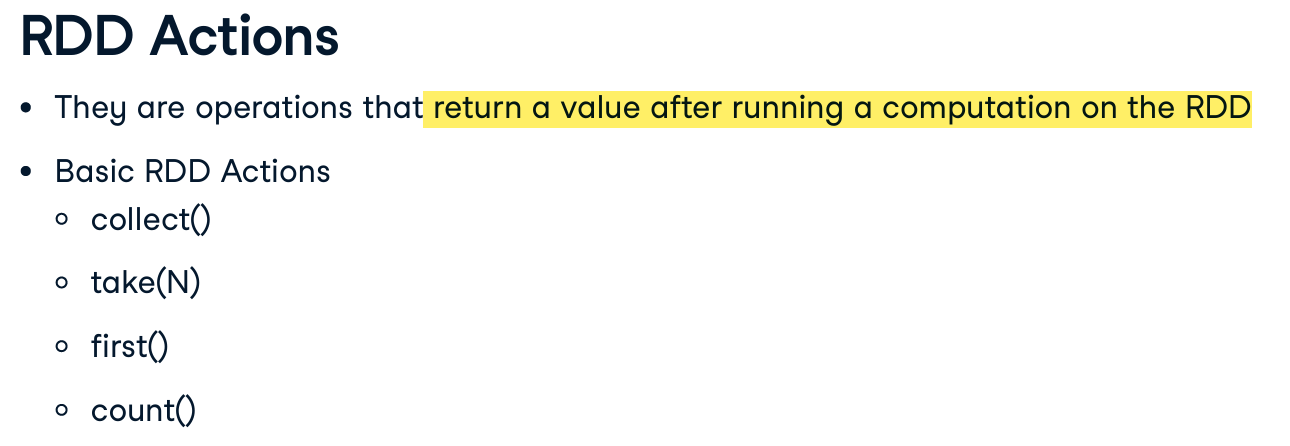 RDD Actions
• They are operations that return a value after running a computation on the RDD
• Basic RDD Actions
○ collect()
○ take(N)
○ first()
○ count()